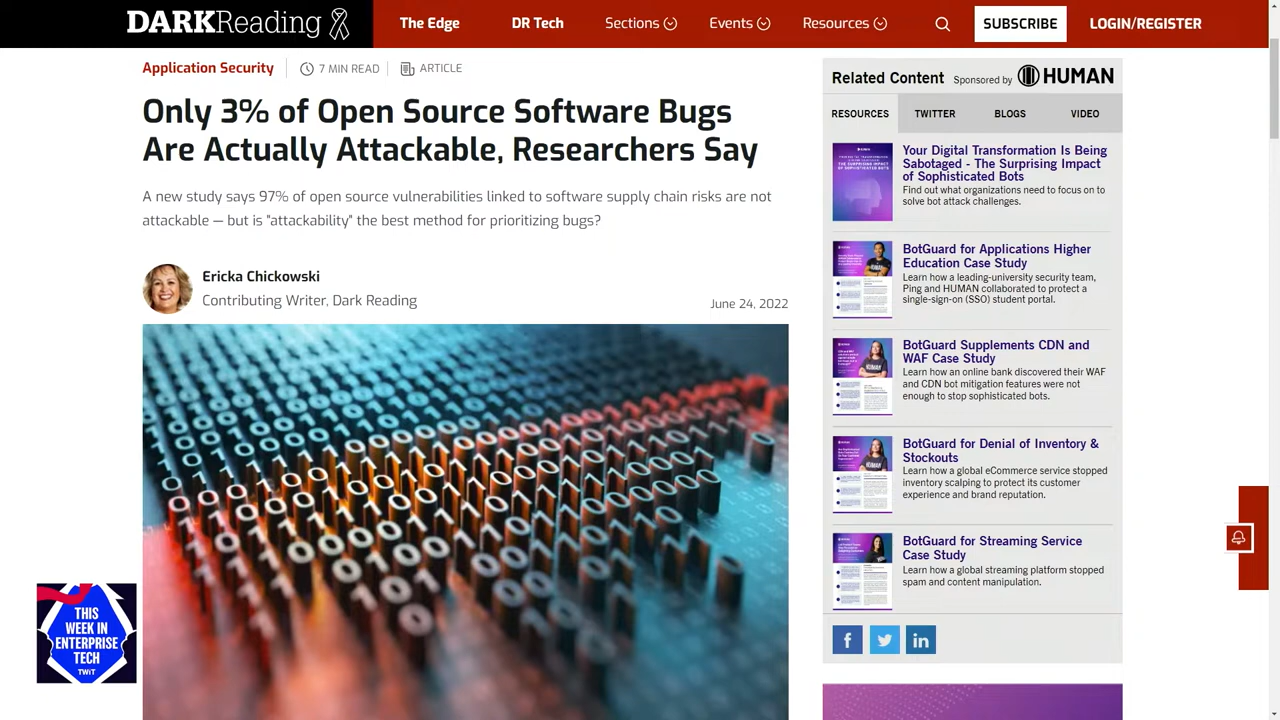 DARKReading
The Edge
DR Tech
Sections
Events
Resources
SUBSCRIBE
LOGIN/REGISTER
Application Security
7 MIN READ
ARTICLE
Only 3% of Open Source Software Bugs
Are Actually Attackable, Researchers Say
A new study says 97% of open source vulnerabilities linked to software supply chain risks are not
attackable — but is "attackability" the best method for prioritizing bugs?
Ericka Chickowski
Contributing Writer, Dark Reading
June 24, 2022
THIS
WEEK IN
ENTERPRISE
TECH
TWiT
Related Content
Sponsored by
HUMAN
RESOURCES
TWITTER
BLOGS
VIDEO
Your Digital Transformation Is Being
Sabotaged - The Surprising Impact
of Sophisticated Bots
Find out what organizations need to focus on to
solve bot attack challenges.
BotGuard for Applications Higher
Education Case Study
Learn how a leading-university security team,
Ping and HUMAN collaborated to protect a
single-sign-on (SSO) student portal.
BotGuard Supplements CDN and
WAF Case Study
Learn how an online bank discovered their WAF
and CDN bot mitigation features were not
enough to stop sophisticated bots.
BotGuard for Denial of Inventory &
Stockouts
Learn how a global eCommerce service stopped
inventory scalping to protect its customer
experience and brand reputation.
BotGuard for Streaming Service
Case Study
Learn how a global streaming platform stopped
spam and content manipulation.